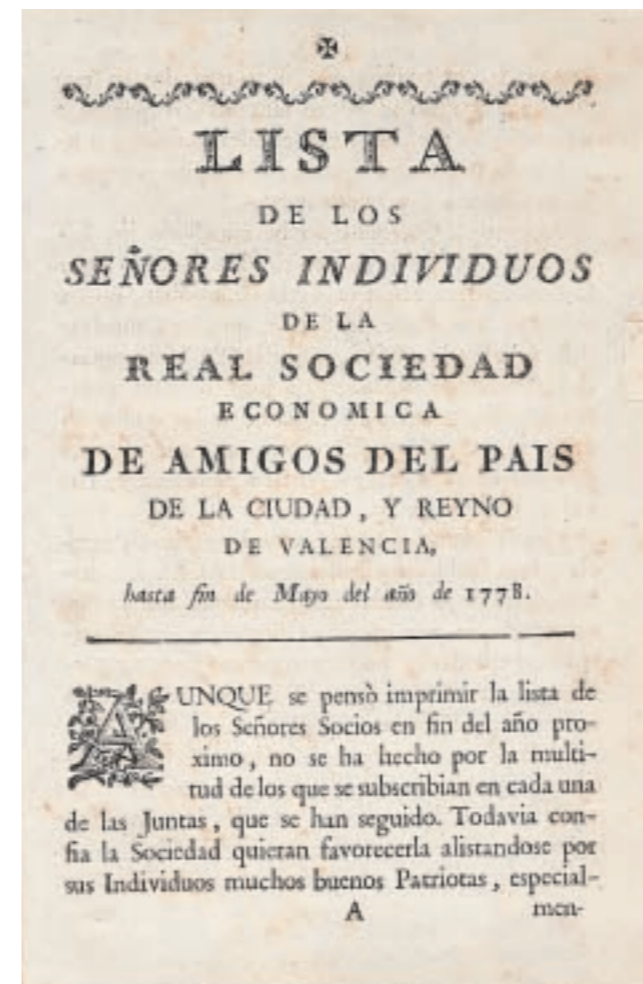 LISTA
DE LOS
SEÑORES INDIVIDUOS
DE LA
REAL SOCIEDAD
ECONOMICA
DE AMIGOS DEL PAIS
DE LA CIUDAD, Y REYNO
DE VALENCIA,
hasta fin de Mayo del año de 1778.
AUNQUE se pensò imprimir la lista de
los Señores Socios en fin del año pro-
ximo, no se ha hecho por la multi-
tud de los que se subscribian en cada una
de las Juntas, que se han seguido. Todavia con-
fia la Sociedad quieran favorecerla alistandose por
sus Individuos muchos buenos Patriotas, especial-
A men-